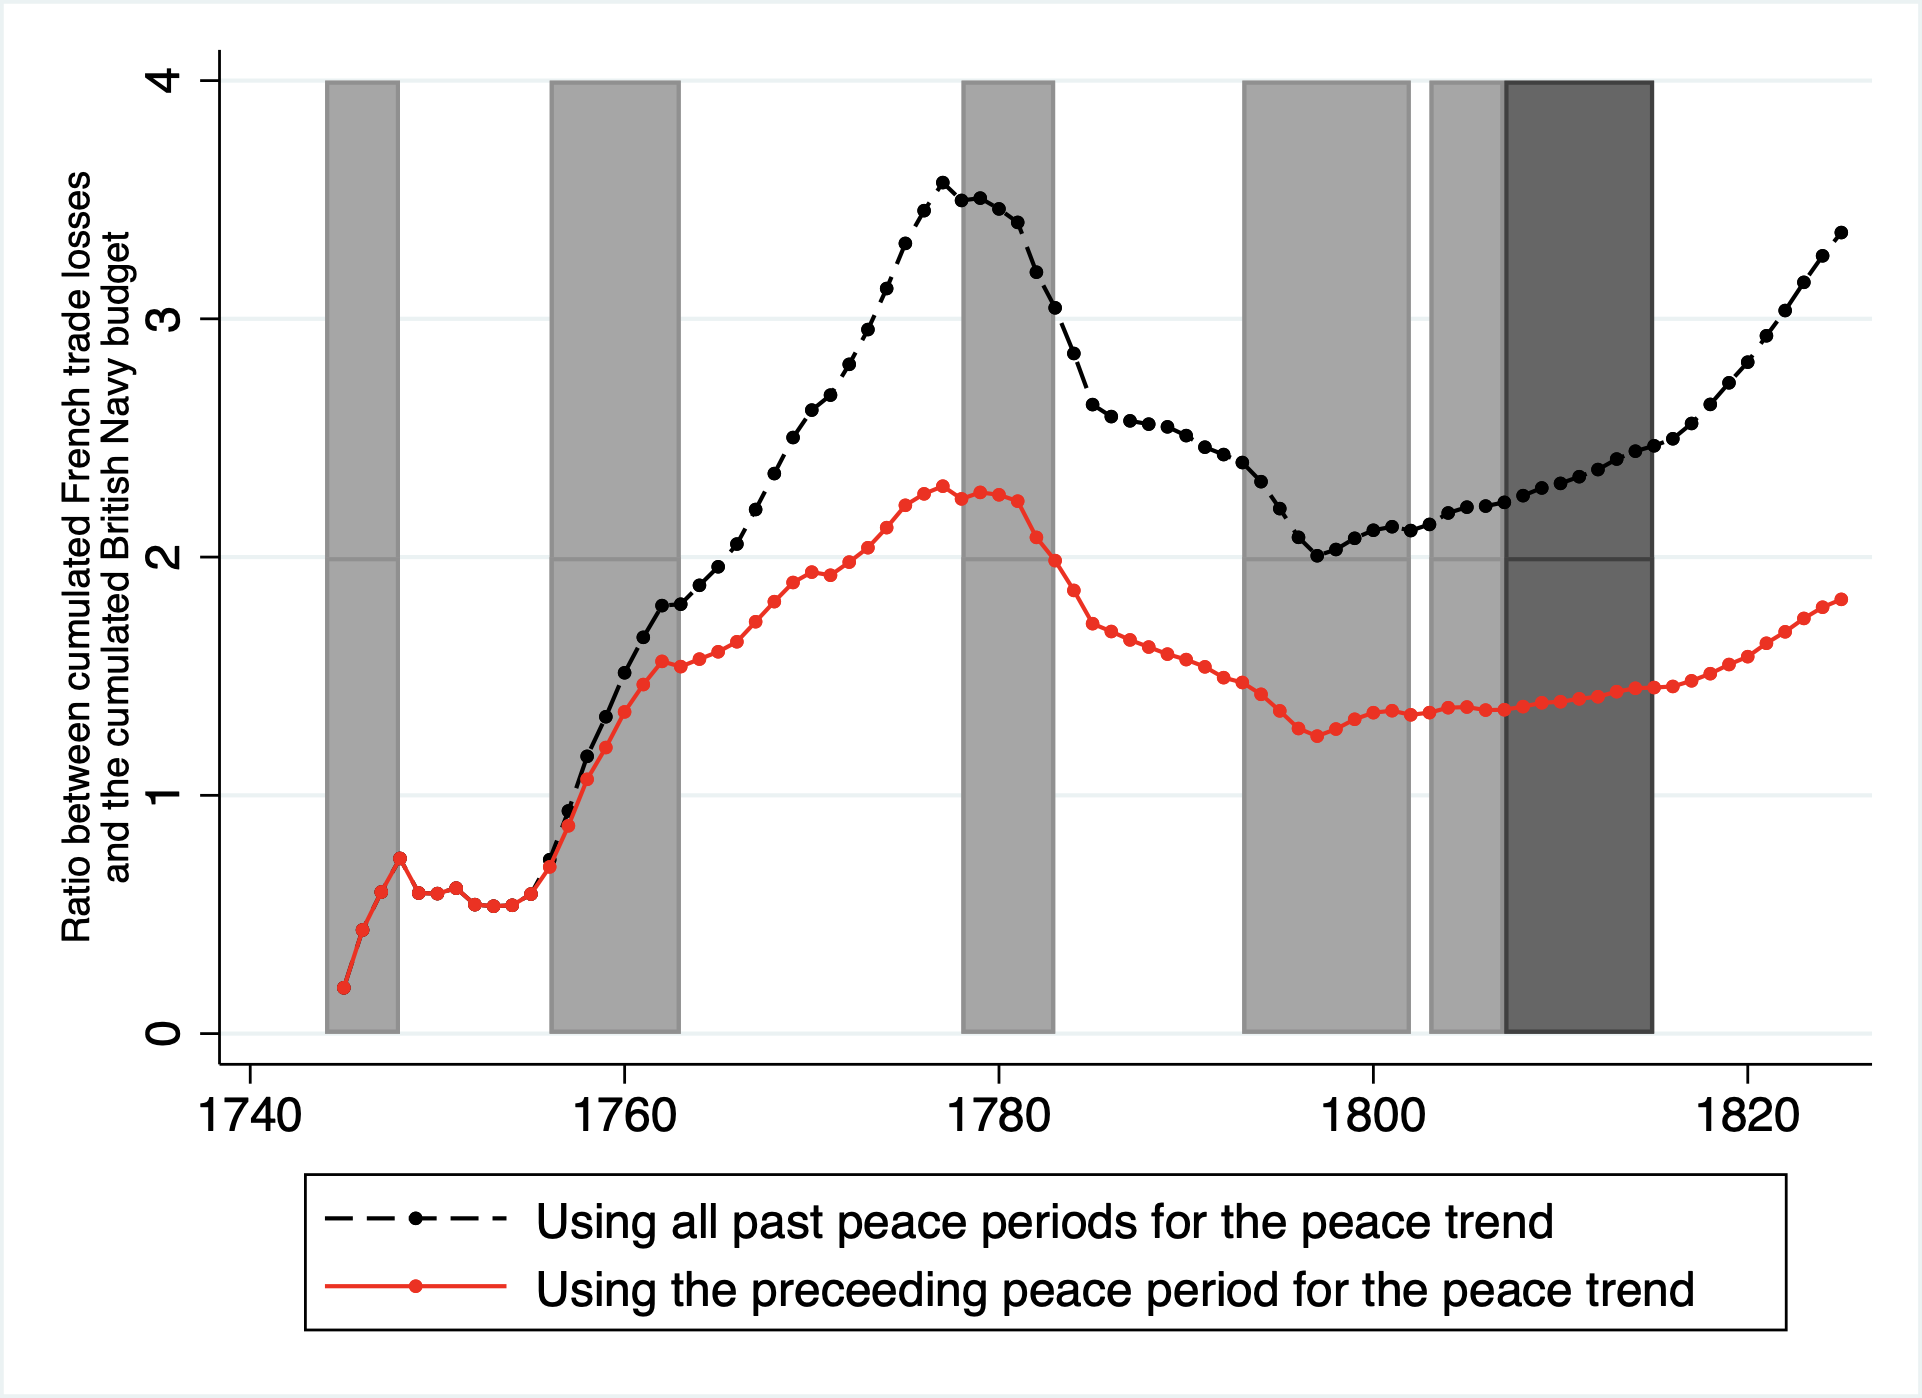 Ratio between cumulated French trade losses
and the cumulated British Navy budget
4
3
2
1
0
1740 1760 1780 1800 1820
Using all past peace periods for the peace trend
Using the preceeding peace period for the peace trend